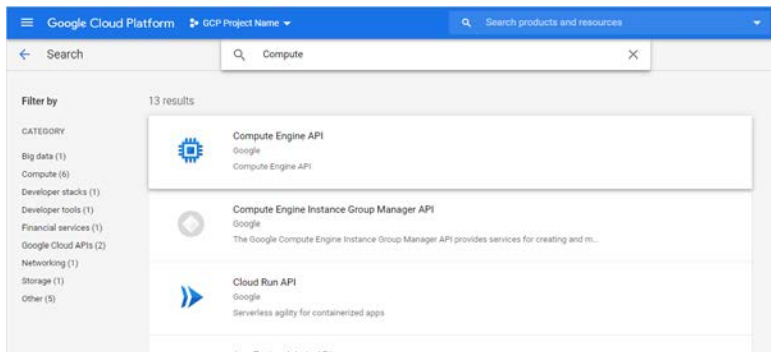 Google Cloud Platform
GCP Project Name
Search products and resources
Search
Compute
Filter by
13 results
CATEGORY
Big data (1)
Compute (6)
Developer stacks (1)
Developer tools (1)
Financial services (1)
Google Cloud APIs (2)
Networking (1)
Storage (1)
Other (5)
Compute Engine API
Google
Compute Engine API
Compute Engine Instance Group Manager API
Google
The Google Compute Engine Instance Group Manager API provides services for creating and m...
Cloud Run API
Google
Serverless agility for containerized apps